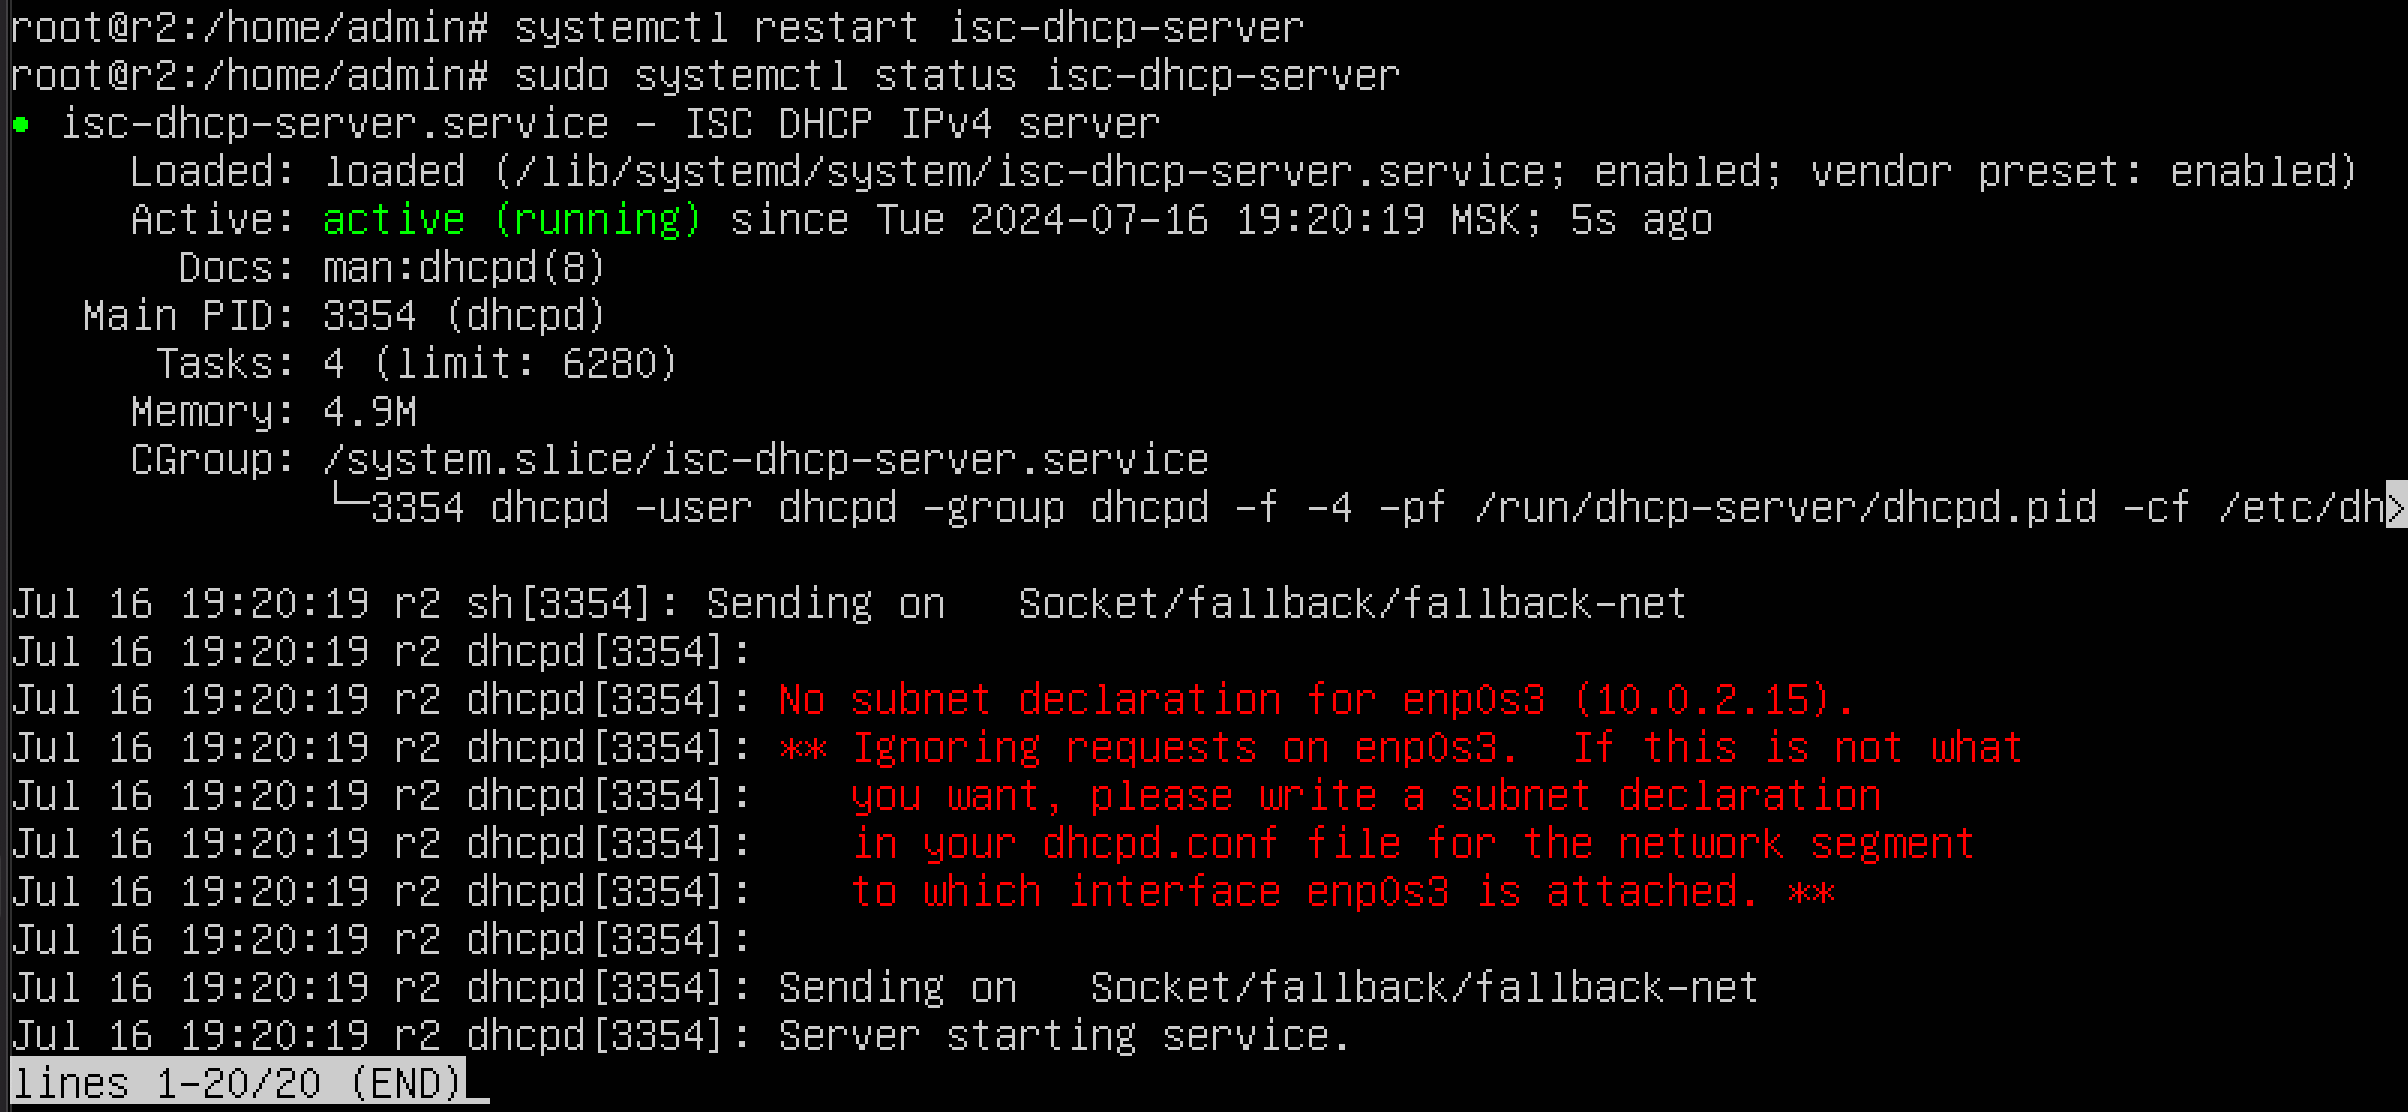 root@r2:/home/admin# systemctl restart isc-dhcp-server
root@r2:/home/admin# sudo systemctl status isc-dhcp-server
● isc-dhcp-server.service - ISC DHCP IPv4 server
     Loaded: loaded (/lib/systemd/system/isc-dhcp-server.service; enabled; vendor preset: enabled)
     Active: active (running) since Tue 2024-07-16 19:20:19 MSK; 5s ago
       Docs: man:dhcpd(8)
   Main PID: 3354 (dhcpd)
      Tasks: 4 (limit: 6280)
     Memory: 4.9M
     CGroup: /system.slice/isc-dhcp-server.service
             └─3354 dhcpd -user dhcpd -group dhcpd -f -4 -pf /run/dhcp-server/dhcpd.pid -cf /etc/dh>

Jul 16 19:20:19 r2 sh[3354]: Sending on   Socket/fallback/fallback-net
Jul 16 19:20:19 r2 dhcpd[3354]:
Jul 16 19:20:19 r2 dhcpd[3354]: No subnet declaration for enp0s3 (10.0.2.15).
Jul 16 19:20:19 r2 dhcpd[3354]: ** Ignoring requests on enp0s3.  If this is not what
Jul 16 19:20:19 r2 dhcpd[3354]:    you want, please write a subnet declaration
Jul 16 19:20:19 r2 dhcpd[3354]:    in your dhcpd.conf file for the network segment
Jul 16 19:20:19 r2 dhcpd[3354]:    to which interface enp0s3 is attached. **
Jul 16 19:20:19 r2 dhcpd[3354]:
Jul 16 19:20:19 r2 dhcpd[3354]: Sending on   Socket/fallback/fallback-net
Jul 16 19:20:19 r2 dhcpd[3354]: Server starting service.
lines 1-20/20 (END)